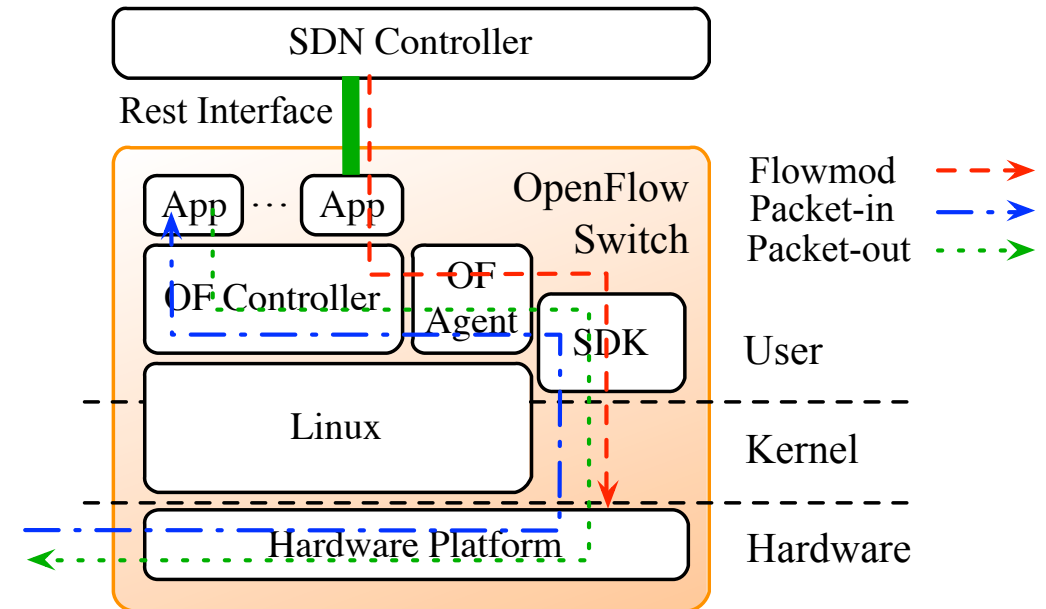 SDN Controller
Rest Interface
OpenFlow
Switch
App ... App
OF Controller
OF
Agent
SDK
Linux
Hardware Platform
Flowmod
Packet-in
Packet-out
User
Kernel
Hardware